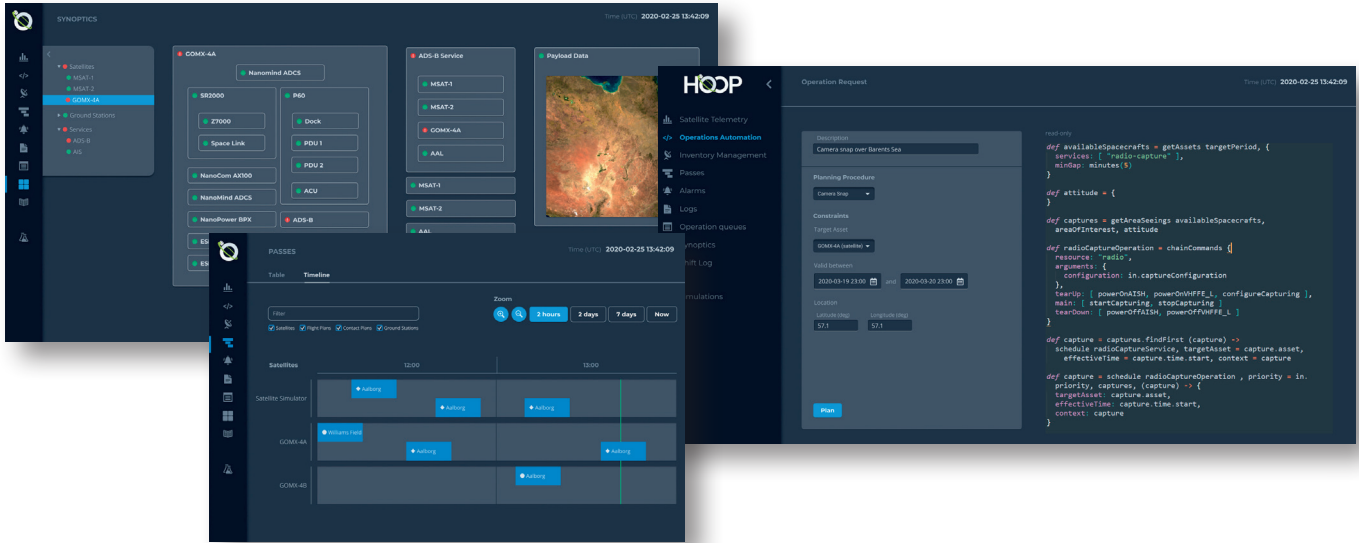 SYNOPTICS
Time (UTC) 2020-02-25 13:42:09
Satellites
MSAT-1
MSAT-2
GOMX-4A
Ground Stations
Services
ADS-B
AIS
GOMX-4A
Nanomind ADCS
SR2000
Z7000
Space Link
NanoCom AX100
NanoMind ADCS
NanoPower BPX
P60
Dock
PDU 1
PDU 2
ACU
ADS-B
ADS-B Service
MSAT-1
MSAT-2
GOMX-4A
AAL
MSAT-1
MSAT-2
AAL
Payload Data
PASSES
Time (UTC) 2020-02-25 13:42:09
Table Timeline
Filter
Satellites Flight Plans Contact Plans Ground Stations
Zoom
2 hours 2 days 7 days Now
Satellites 12:00 13:00
Satellite Simulator
Aalborg
Aalborg
Aalborg
GOMX-4A
Williams Field
Aalborg
Aalborg
GOMX-4B
Aalborg
HOOP
Satellite Telemetry
Operations Automation
Inventory Management
Passes
Alarms
Logs
Operation queues
Synoptics
Shift Log
Operation Request
Time (UTC) 2020-02-25 13:42:09
Description
Camera snap over Barents Sea
Planning Procedure
Camera Snap
Constraints
Target Asset
GOMX-4A (satellite)
Valid between
2020-03-19 23:00 and 2020-03-20 23:00
Location
Latitude (deg) Longitude (deg)
57.1 57.1
Plan
read-only
def availableSpacecrafts = getAssets targetPeriod, {
services: [ "radio-capture" ],
minGap: minutes(5)
}
def attitude = {
}
def captures = getAreaSeeings availableSpacecrafts,
areaOfInterest, attitude
def radioCaptureOperation = chainCommands {
resource: "radio",
arguments: {
configuration: in.captureConfiguration
},
tearUp: [ powerOnAISH, powerOnVHFFE_L, configureCapturing ],
main: [ startCapturing, stopCapturing ]
tearDown: [ powerOffAISH, powerOffVHFFE_L ]
}
def capture = captures.findFirst (capture) ->
schedule radioCaptureService, targetAsset = capture.asset,
effectiveTime = capture.time.start, context = capture
def capture = schedule radioCaptureOperation , priority = in.
priority, captures, (capture) -> {
targetAsset: capture.asset,
effectiveTime: capture.time.start,
context: capture
}